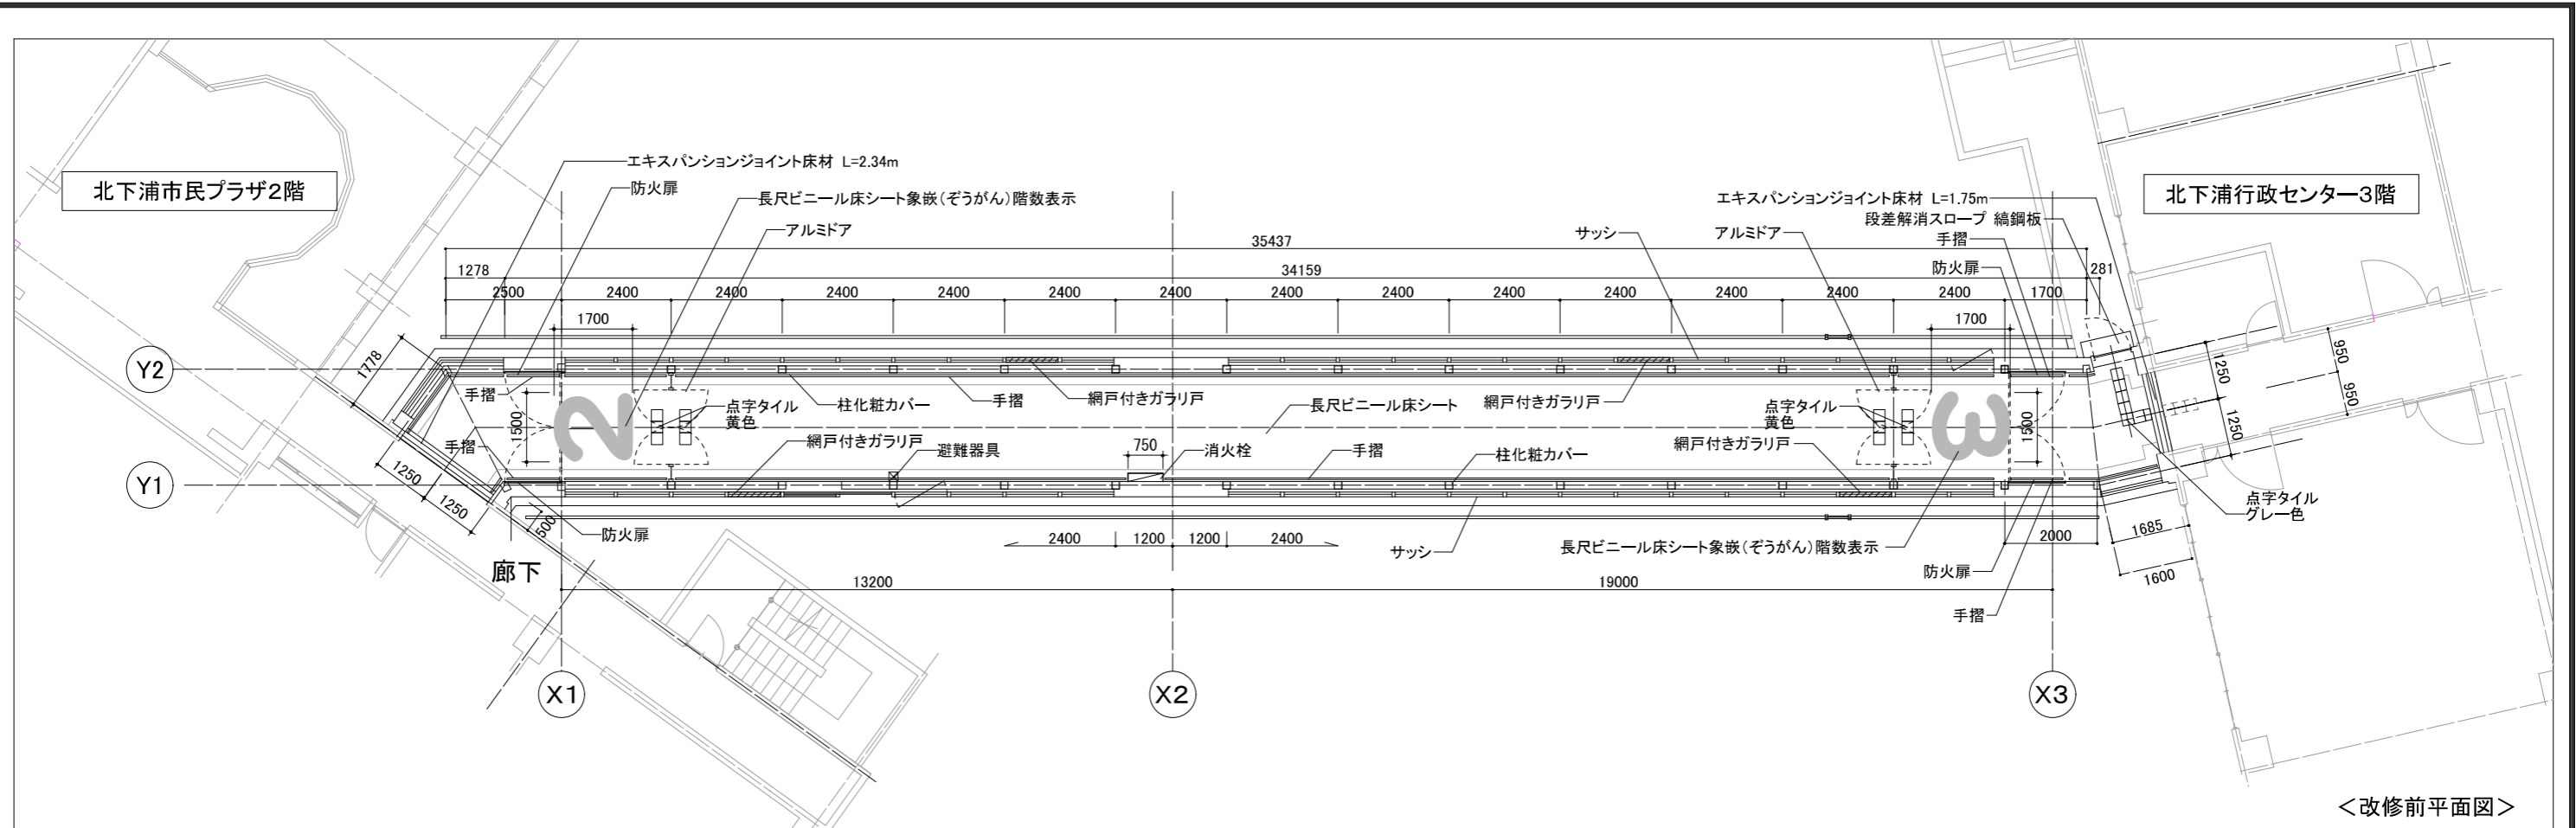 北下浦市民プラザ2階
エキスパンションジョイント床材 L=2.34m
防火扉
長尺ビニール床シート象嵌(ぞうがん)階数表示
アルミドア
サッシ
アルミドア
エキスパンションジョイント床材 L=1.75m
段差解消スロープ 縞鋼板
手摺
防火扉
北下浦行政センター3階
35437
1278
34159
281
2500
2400
2400
2400
2400
2400
2400
2400
2400
2400
2400
2400
2400
2400
1700
1700
1700
Y2
1778
手摺
1500
2
点字タイル
黄色
柱化粧カバー
手摺
網戸付きガラリ戸
長尺ビニール床シート
網戸付きガラリ戸
点字タイル
黄色
3
1500
1250
1250
950
950
手摺
網戸付きガラリ戸
避難器具
750
消火栓
手摺
柱化粧カバー
網戸付きガラリ戸
Y1
1250
1250
500
防火扉
廊下
2400
1200
1200
2400
サッシ
長尺ビニール床シート象嵌(ぞうがん)階数表示
2000
1685
1600
点字タイル
グレー色
防火扉
手摺
13200
19000
X1
X2
X3
<改修前平面図>